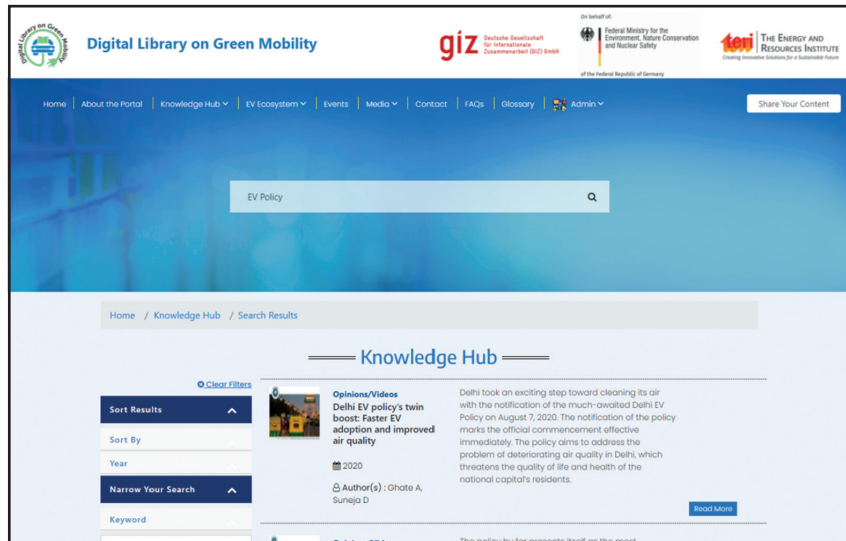 Digital Library on Green Mobility
Digital Library on Green Mobility
giz Deutsche Gesellschaft
für Internationale
Zusammenarbeit (GIZ) GmbH
On behalf of:
Federal Ministry for the
Environment, Nature Conservation
and Nuclear Safety
of the Federal Republic of Germany
teri THE ENERGY AND
RESOURCES INSTITUTE
Creating Innovative Solutions for a Sustainable Future
Home About the Portal Knowledge Hub EV Ecosystem Events Media Contact FAQs Glossary Admin Share Your Content
EV Policy
Home / Knowledge Hub / Search Results
Knowledge Hub
Clear Filters
Sort Results
Sort By
Year
Narrow Your Search
Keyword
Opinions/Videos
Delhi EV policy's twin
boost: Faster EV
adoption and improved
air quality
2020
Author(s) : Ghate A,
Suneja D
Delhi took an exciting step toward cleaning its air
with the notification of the much-awaited Delhi EV
Policy on August 7, 2020. The notification of the policy
marks the official commencement effective
immediately. The policy aims to address the
problem of deteriorating air quality in Delhi, which
threatens the quality of life and health of the
national capital's residents.
Read More